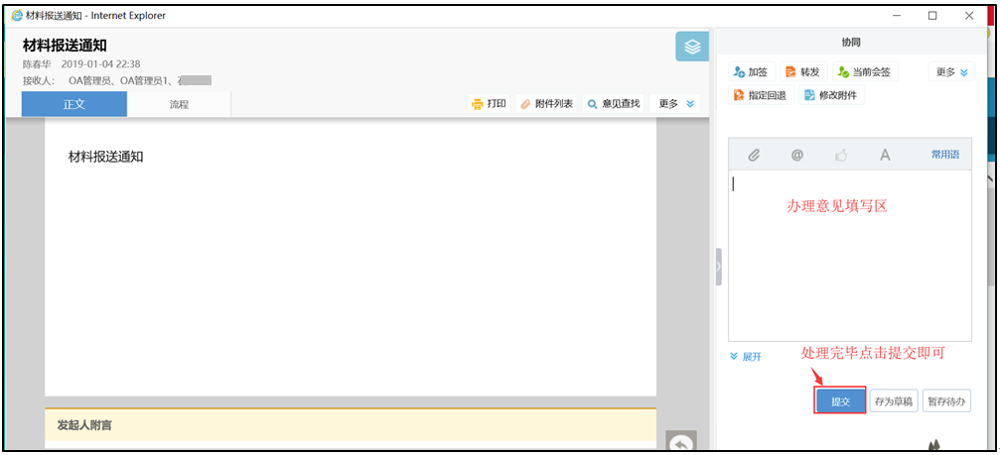 材料报送通知 - Internet Explorer
材料报送通知
陈春华 2019-01-04 22:38
接收人： OA管理员、OA管理员1、
正文 流程 打印 附件列表 意见查找 更多
材料报送通知
发起人附言
协同
加签 转发 当前会签 更多
指定回退 修改附件
@ A 常用语
办理意见填写区
展开 处理完毕点击提交即可
提交 存为草稿 暂存待办